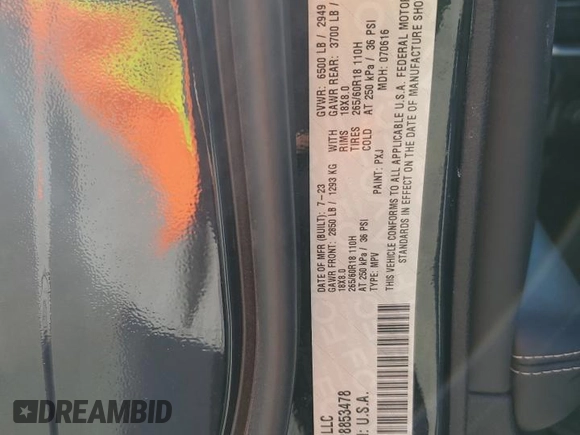 LLC
8853478
: U.S.A.
DATE OF MFR (BUILT): 7-23 GVWR: 6500 LB / 2949
GAWR FRONT: 2850 LB / 1293 KG WITH GAWR REAR: 3700 LB /
18X8.0 RIMS 18X8.0
265/60R18 110H TIRES 265/60R18 110H
AT 250 kPa / 36 PSI COLD AT 250 kPa / 36 PSI
TYPE: MPV PAINT: PXJ MDH: 070616
THIS VEHICLE CONFORMS TO ALL APPLICABLE U.S.A. FEDERAL MOTOR
STANDARDS IN EFFECT ON THE DATE OF MANUFACTURE SHO
DRIVEBIDRIDE